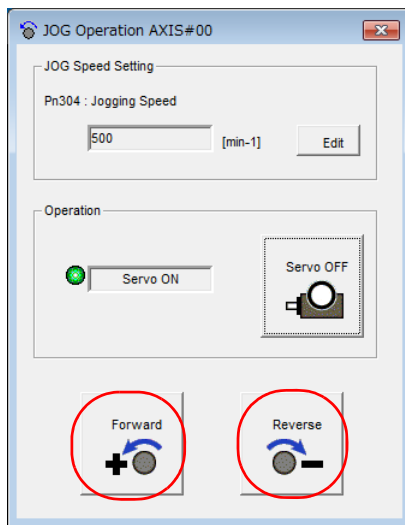 JOG Operation AXIS#00
JOG Speed Setting
Pn304 : Jogging Speed
500 [min-1] Edit
Operation
Servo ON
Servo OFF
Forward Reverse